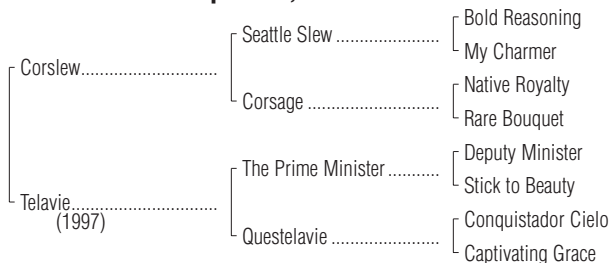 Bold Reasoning
Seattle Slew
My Charmer
Corslew
Native Royalty
Corsage
Rare Bouquet
Deputy Minister
The Prime Minister
Stick to Beauty
Telavie
(1997)
Conquistador Cielo
Questelavie
Captivating Grace